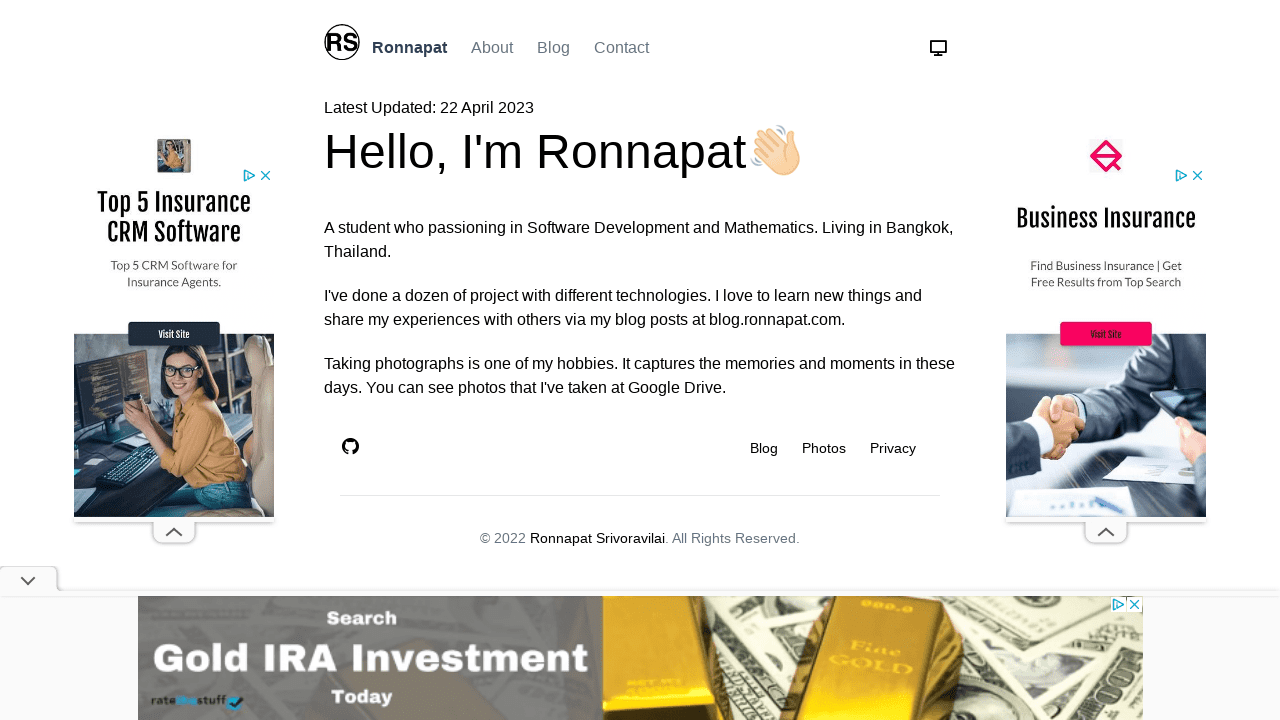 RS
Ronnapat About Blog Contact
Latest Updated: 22 April 2023
Hello, I'm Ronnapat👋🏻
A student who passioning in Software Development and Mathematics. Living in Bangkok,
Thailand.
I've done a dozen of project with different technologies. I love to learn new things and
share my experiences with others via my blog posts at blog.ronnapat.com.
Taking photographs is one of my hobbies. It captures the memories and moments in these
days. You can see photos that I've taken at Google Drive.
Blog Photos Privacy
© 2022 Ronnapat Srivoravilai. All Rights Reserved.
Top 5 Insurance
CRM Software
Top 5 CRM Software for
Insurance Agents.
Visit Site
Business Insurance
Find Business Insurance | Get
Free Results from Top Search
Visit Site
Search
Gold IRA Investment
Today
Fine
GOLD